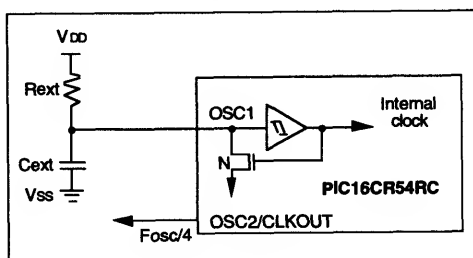 VDD
Rext
Cext
VSS
OSC1
N
Internal
clock
PIC16CR54RC
OSC2/CLKOUT
Fosc/4